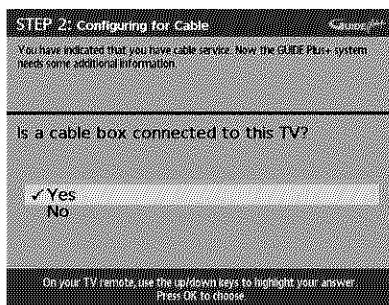 STEP 2: Configuring for Cable
GUIDE Plus+
You have indicated that you have cable service. Now the GUIDE Plus+ system
needs some additional information.
Is a cable box connected to this TV?
✓ Yes
No
On your TV remote, use the up/down keys to highlight your answer.
Press OK to choose.